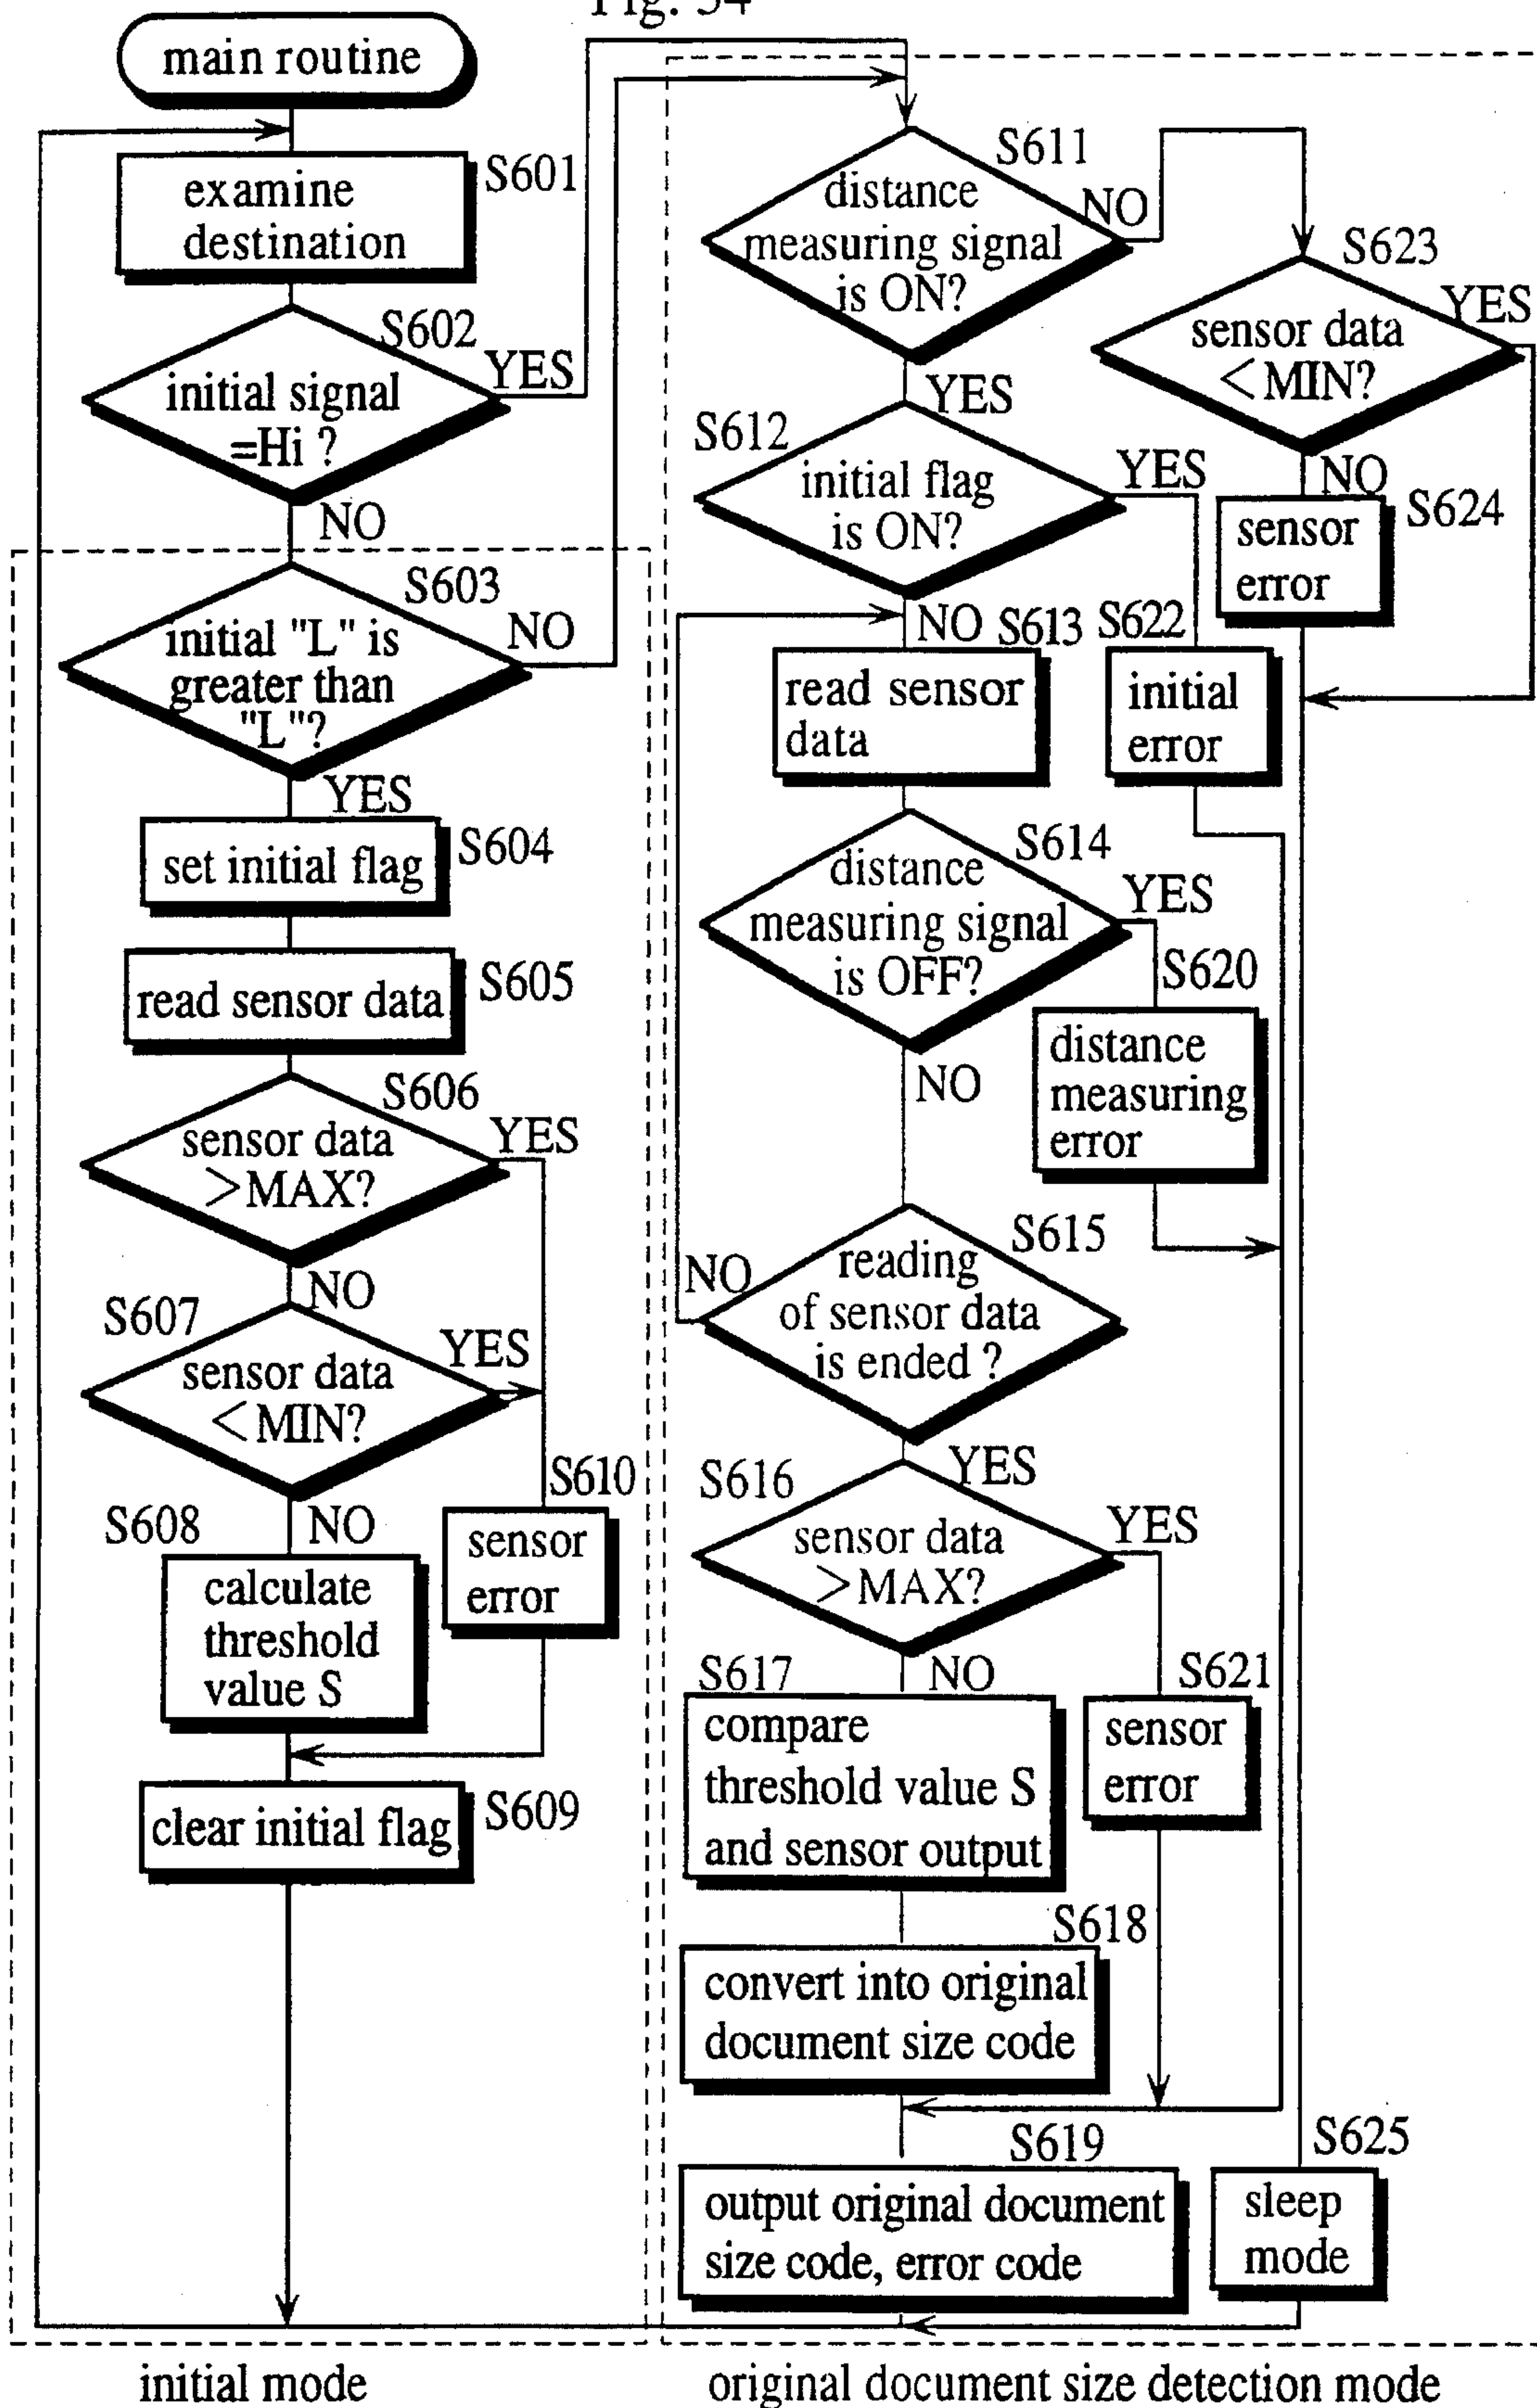 Fig. 34
main routine
examine
destination
S601
S602
initial signal
=Hi ?
YES
NO
S603
initial "L" is
greater than
"L"?
NO
YES
set initial flag
S604
read sensor data
S605
S606
sensor data
>MAX?
YES
NO
S607
sensor data
<MIN?
YES
NO
S608
calculate
threshold
value S
S610
sensor
error
clear initial flag
S609
initial mode
S611
distance
measuring signal
is ON?
NO
YES
S623
sensor data
<MIN?
YES
NO
S624
sensor
error
S612
initial flag
is ON?
YES
NO
S613
read sensor
data
S622
initial
error
S614
distance
measuring signal
is OFF?
YES
NO
S620
distance
measuring
error
S615
reading
of sensor data
is ended ?
NO
YES
S616
sensor data
>MAX?
YES
NO
S617
compare
threshold value S
and sensor output
S621
sensor
error
S618
convert into original
document size code
S619
output original document
size code, error code
S625
sleep
mode
original document size detection mode